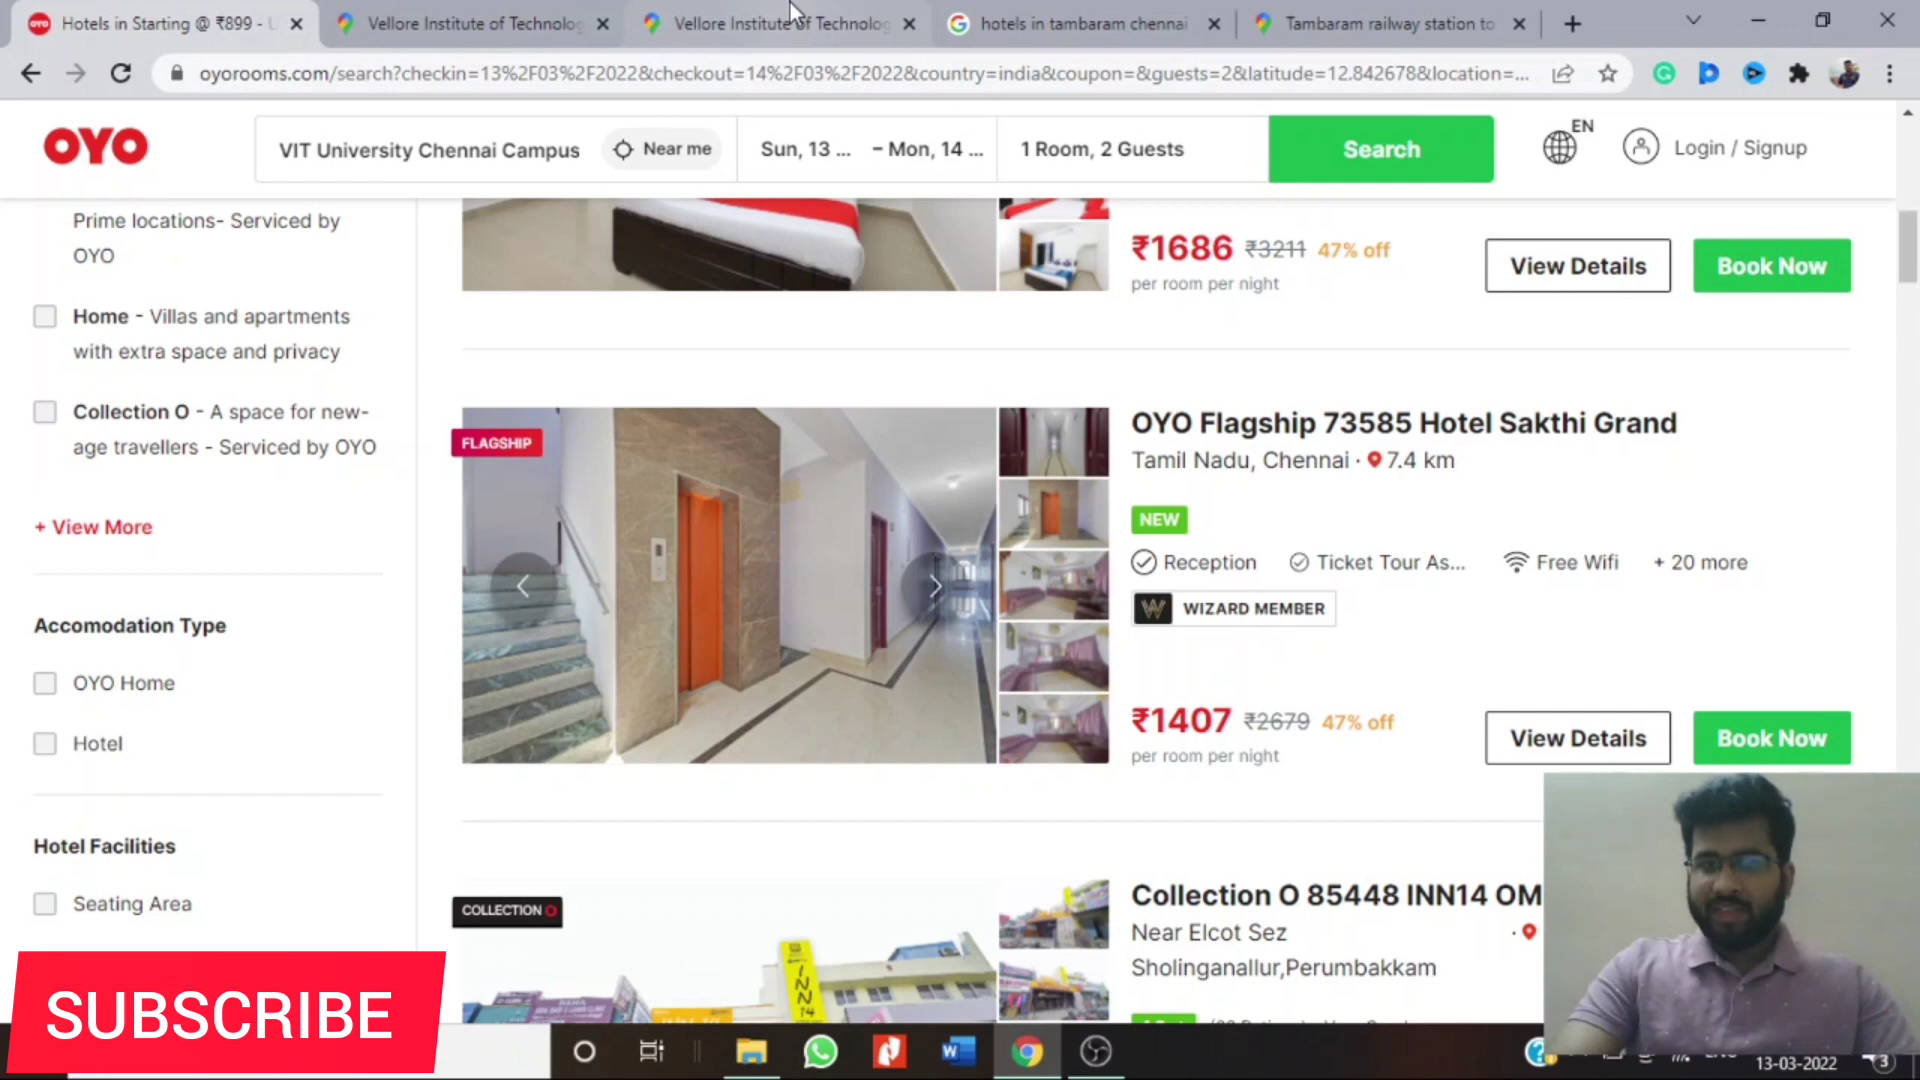 OYO Hotels in Starting @ ₹899 -
Vellore Institute of Technolog
Vellore Institute of Technolog
hotels in tambaram chennai
Tambaram railway station to
oyorooms.com/search?checkin=13%2F03%2F2022&checkout=14%2F03%2F2022&country=india&coupon=&guests=2&latitude=12.842678&location=...
OYO
VIT University Chennai Campus
Near me
Sun, 13 ... – Mon, 14 ...
1 Room, 2 Guests
Search
EN
Login / Signup
Prime locations- Serviced by
OYO
Home - Villas and apartments
with extra space and privacy
Collection O - A space for new-
age travellers - Serviced by OYO
+ View More
Accomodation Type
OYO Home
Hotel
Hotel Facilities
Seating Area
₹1686 ₹3211 47% off
per room per night
View Details
Book Now
FLAGSHIP
OYO Flagship 73585 Hotel Sakthi Grand
Tamil Nadu, Chennai · 7.4 km
NEW
Reception
Ticket Tour As...
Free Wifi
+ 20 more
W WIZARD MEMBER
₹1407 ₹2679 47% off
per room per night
View Details
Book Now
COLLECTION O
INN 14
Collection O 85448 INN14 OM
Near Elcot Sez
Sholinganallur,Perumbakkam
SUBSCRIBE
13-03-2022
3